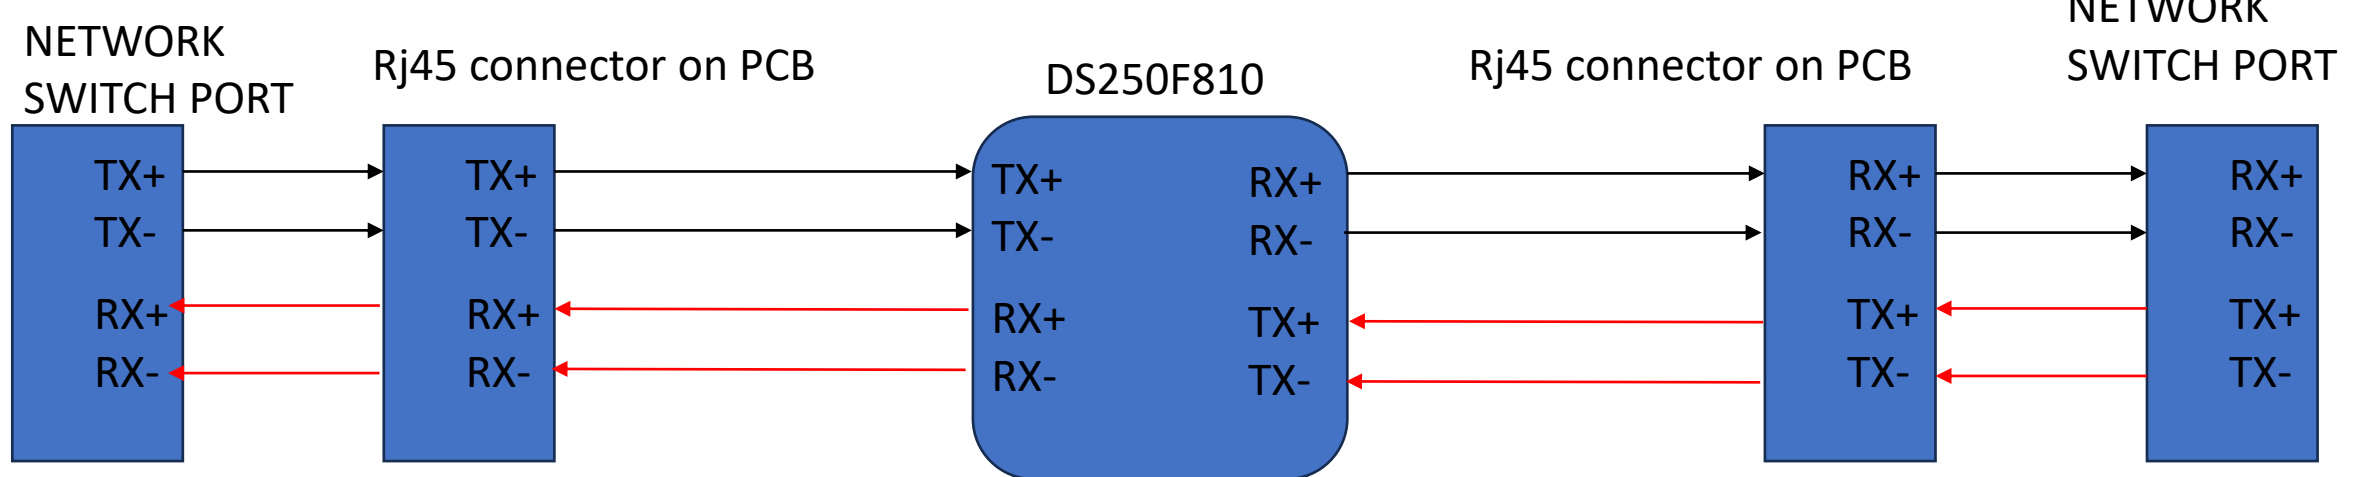 NETWORK
SWITCH PORT
Rj45 connector on PCB
DS250F810
Rj45 connector on PCB
NETWORK
SWITCH PORT
TX+
TX-
RX+
RX-
TX+
TX-
RX+
RX-
TX+
TX-
RX+
RX-
RX+
RX-
TX+
TX-
RX+
RX-
TX+
TX-
RX+
RX-
TX+
TX-